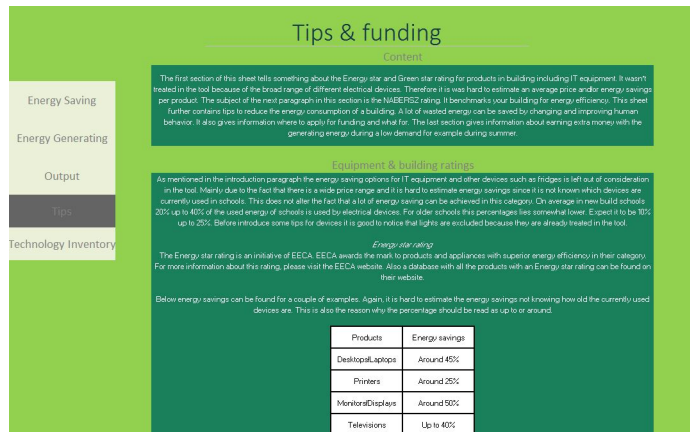 Tips & funding
Content
The first section of this sheet tells something about the Energy star and Green star rating for products in building including IT equipment. It wasn't
treated in the tool because of the broad range of different electrical devices. Therefore it was hard to estimate an average price and/or energy savings
per product. The subject of the next paragraph in this section is the NABERSZ rating. It benchmarks your building for energy efficiency. This sheet
further contains tips to reduce the energy consumption of a building. A lot of wasted energy can be saved by changing and improving human
behavior. It also gives information where to apply for funding and what for. The last section gives information about earning extra money with the
generating energy during a low demand for example during summer.
Energy Saving
Energy Generating
Output
Tips
Technology Inventory
Equipment & building ratings
As mentioned in the introduction paragraph the energy saving options for IT equipment and other devices such as fridges is left out of consideration
in the tool. Mainly due to the fact that there is a wide price range and it is hard to estimate energy savings since it is not known which devices are
currently used in schools. This does not alter the fact that a lot of energy saving can be achieved in this category. On average in new build schools
20% up to 40% of the used energy of schools is used by electrical devices. For older schools this percentages lies somewhat lower. Expect it to be 10%
up to 25%. Before introduce some tips for devices it is good to notice that lights are excluded because they are already treated in the tool.
Energy star rating
The Energy star rating is an initiative of EECA. EECA awards the mark to products and appliances with superior energy efficiency in their category.
For more information about this rating, please visit the EECA website. Also a database with all the products with an Energy star rating can be found on
their website.
Below energy savings can be found for a couple of examples. Again, it is hard to estimate the energy savings not knowing how old the currently used
devices are. This is also the reason why the percentage should be read as up to or around.
Products Energy savings
Desktops/Laptops Around 45%
Printers Around 25%
Monitors/Displays Around 50%
Televisions Up to 40%